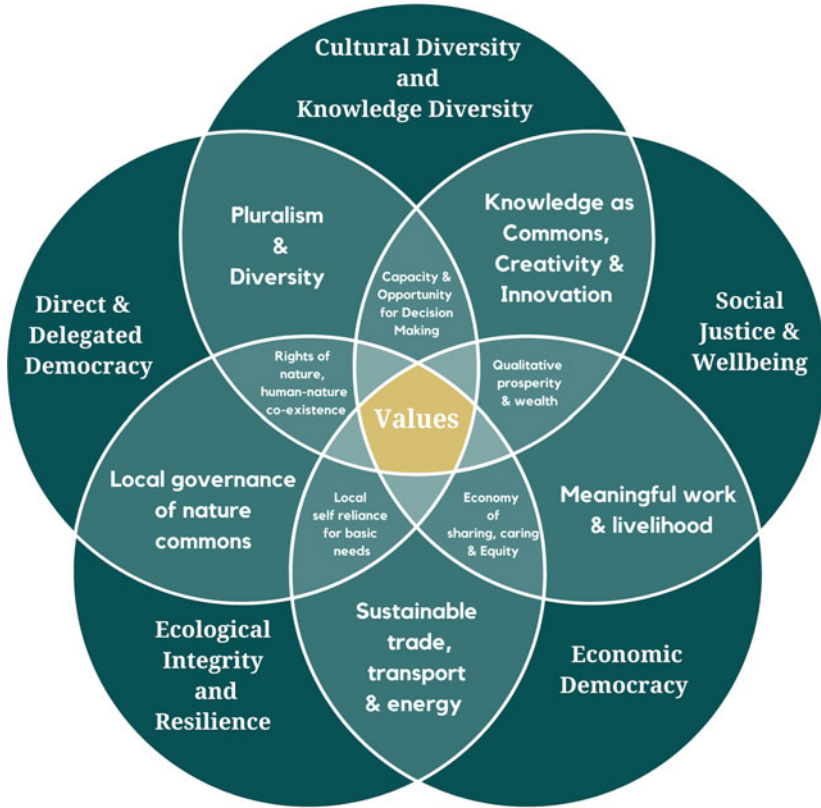 Cultural Diversity
and
Knowledge Diversity
Pluralism
&
Diversity
Knowledge as
Commons,
Creativity &
Innovation
Capacity &
Opportunity
for Decision
Making
Direct &
Delegated
Democracy
Social
Justice &
Wellbeing
Rights of
nature,
human-nature
co-existence
Qualitative
prosperity
& wealth
Values
Local governance
of nature
commons
Local
self reliance
for basic
needs
Economy
of
sharing, caring
& Equity
Meaningful work
& livelihood
Sustainable
trade,
transport
& energy
Ecological
Integrity
and
Resilience
Economic
Democracy